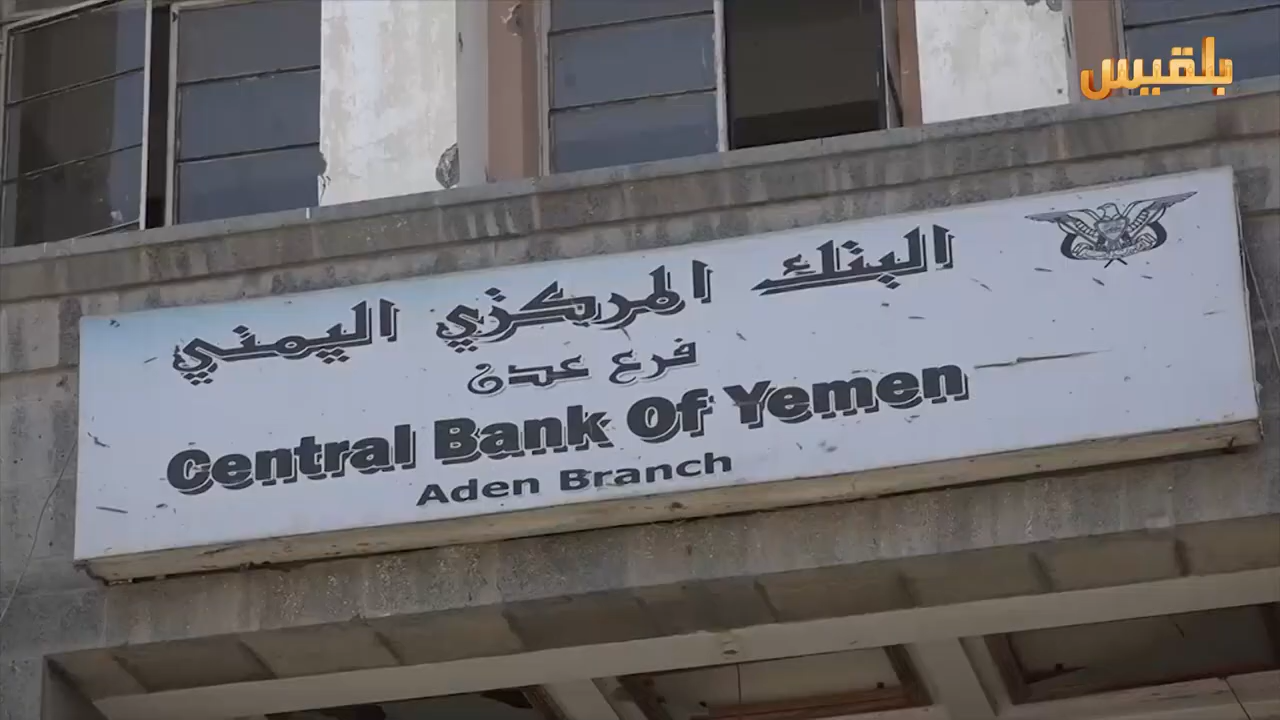 بلقيس
البنك المركزي اليمني
فرع عدن
Central Bank Of Yemen
Aden Branch